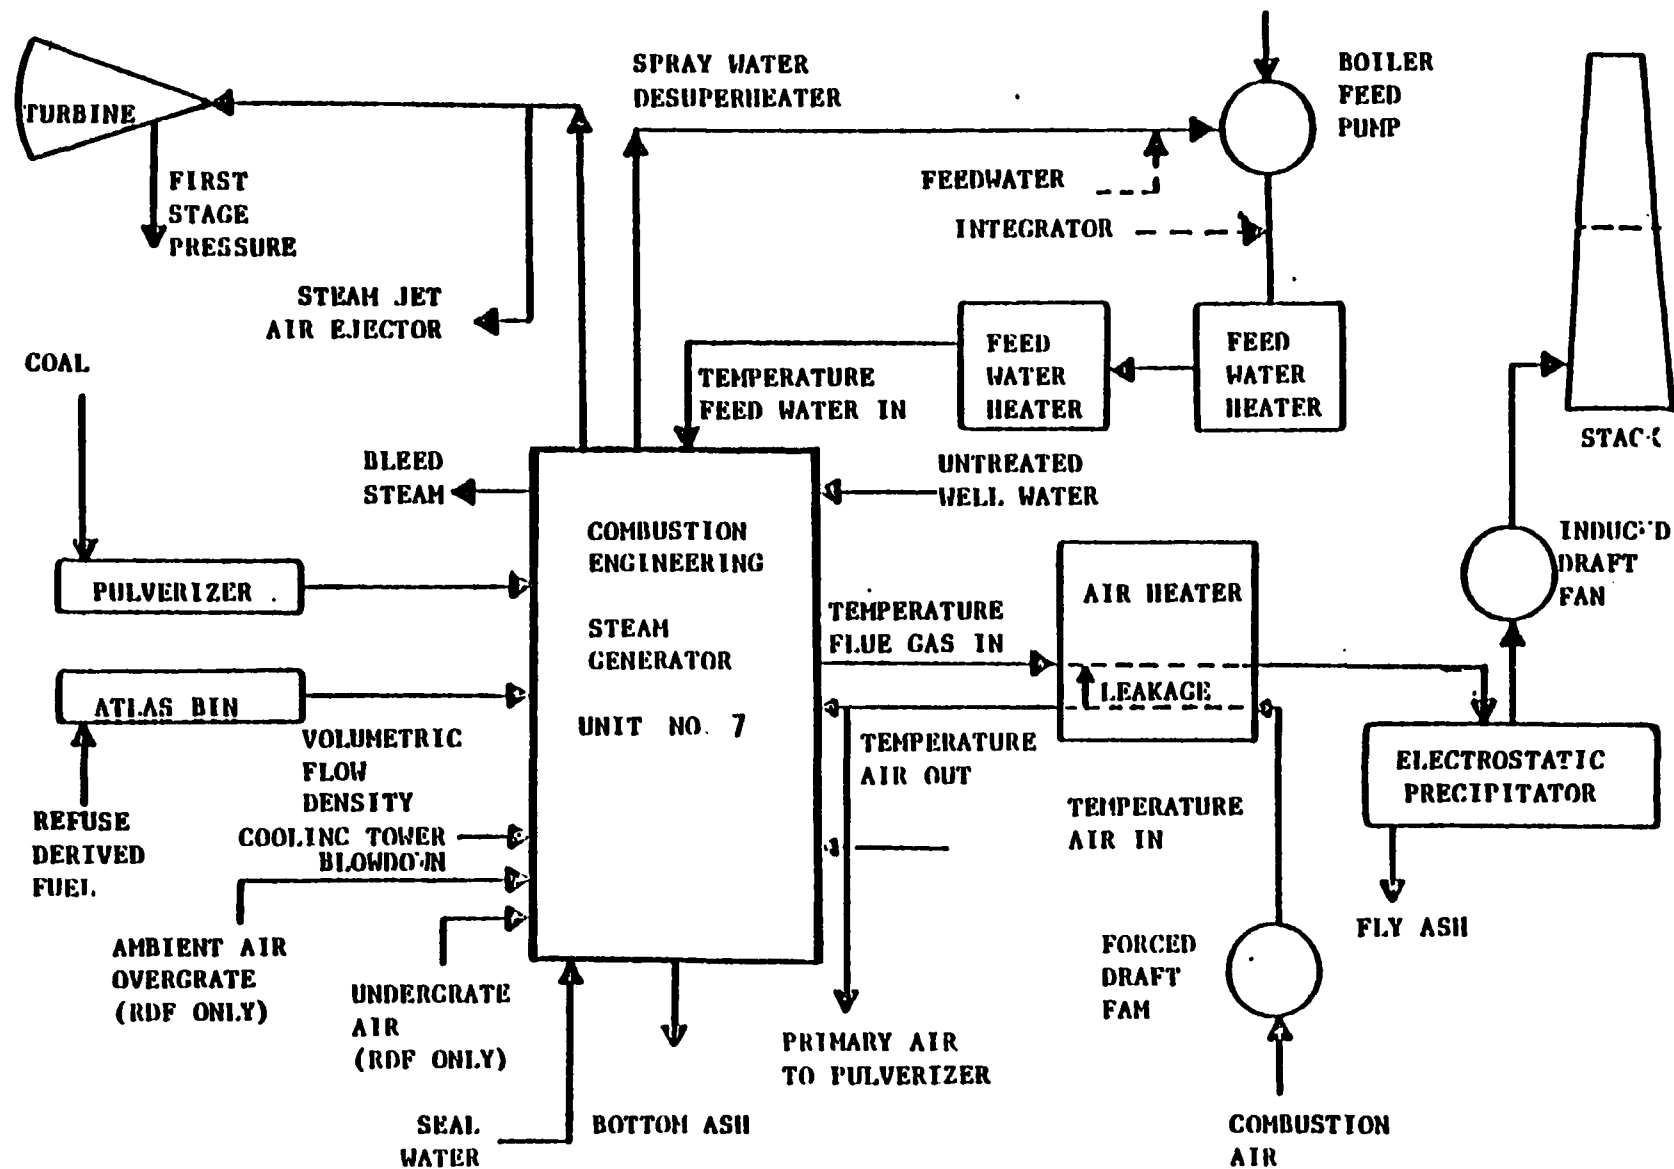 SPRAY WATER
DESUPERHEATER
BOILER
FEED
PUMP
TURBINE
FIRST
STAGE
PRESSURE
FEEDWATER
INTEGRATOR
STEAM JET
AIR EJECTOR
COAL
TEMPERATURE
FEED WATER IN
FEED
WATER
HEATER
FEED
WATER
HEATER
STACK
BLEED
STEAM
UNTREATED
WELL WATER
COMBUSTION
ENGINEERING
STEAM
GENERATOR
UNIT NO. 7
PULVERIZER
ATLAS BIN
TEMPERATURE
FLUE GAS IN
AIR HEATER
LEAKAGE
INDUCED
DRAFT
FAN
VOLUMETRIC
FLOW
DENSITY
COOLING TOWER
BLOWDOWN
REFUSE
DERIVED
FUEL
TEMPERATURE
AIR OUT
TEMPERATURE
AIR IN
ELECTROSTATIC
PRECIPITATOR
FLY ASH
AMBIENT AIR
OVERGRATE
(RDF ONLY)
UNDERGRATE
AIR
(RDF ONLY)
FORCED
DRAFT
FAM
PRIMARY AIR
TO PULVERIZER
SEAL
WATER
BOTTOM ASH
COMBUSTION
AIR